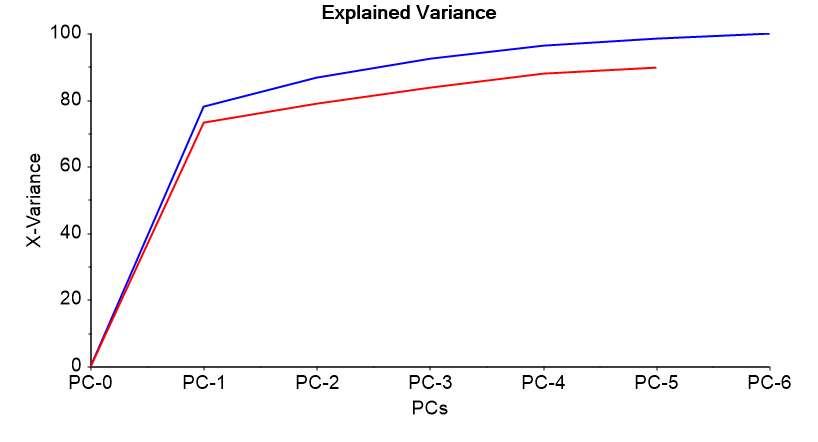 Explained Variance
100
80
60
40
20
0
X-Variance
PC-0 PC-1 PC-2 PC-3 PC-4 PC-5 PC-6
PCs